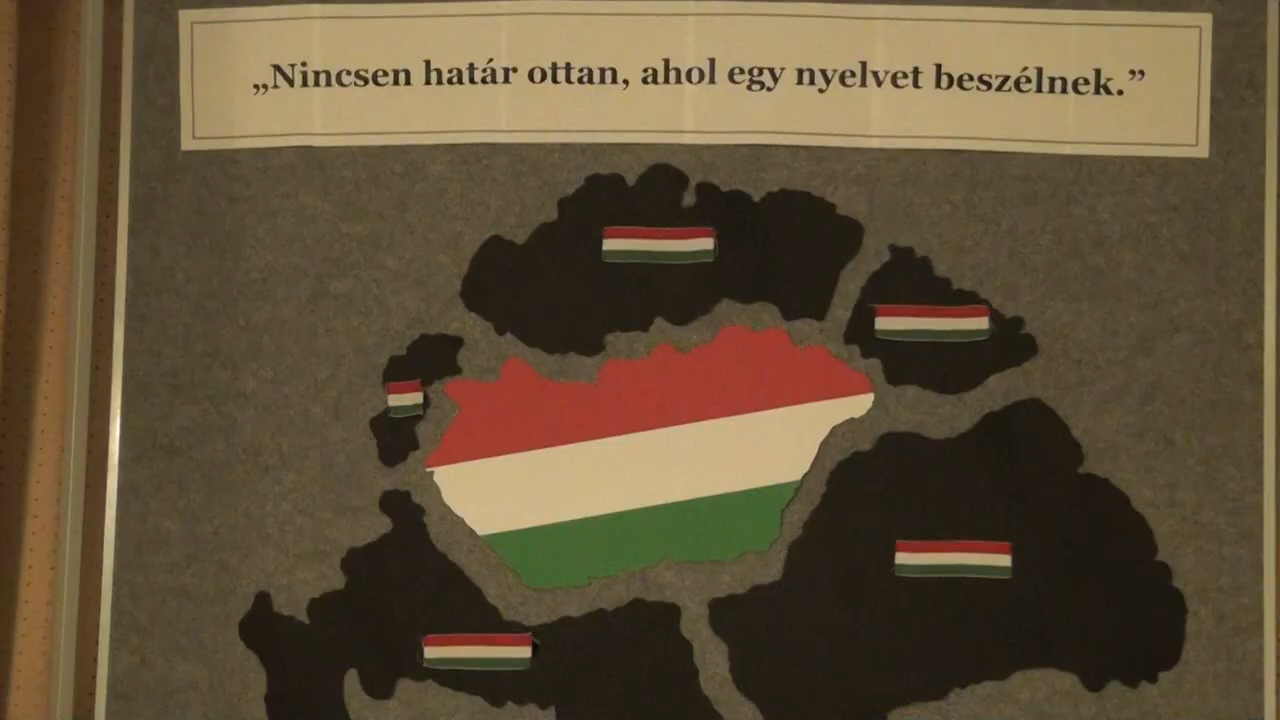 „Nincsen határ ottan, ahol egy nyelvet beszélnek.”